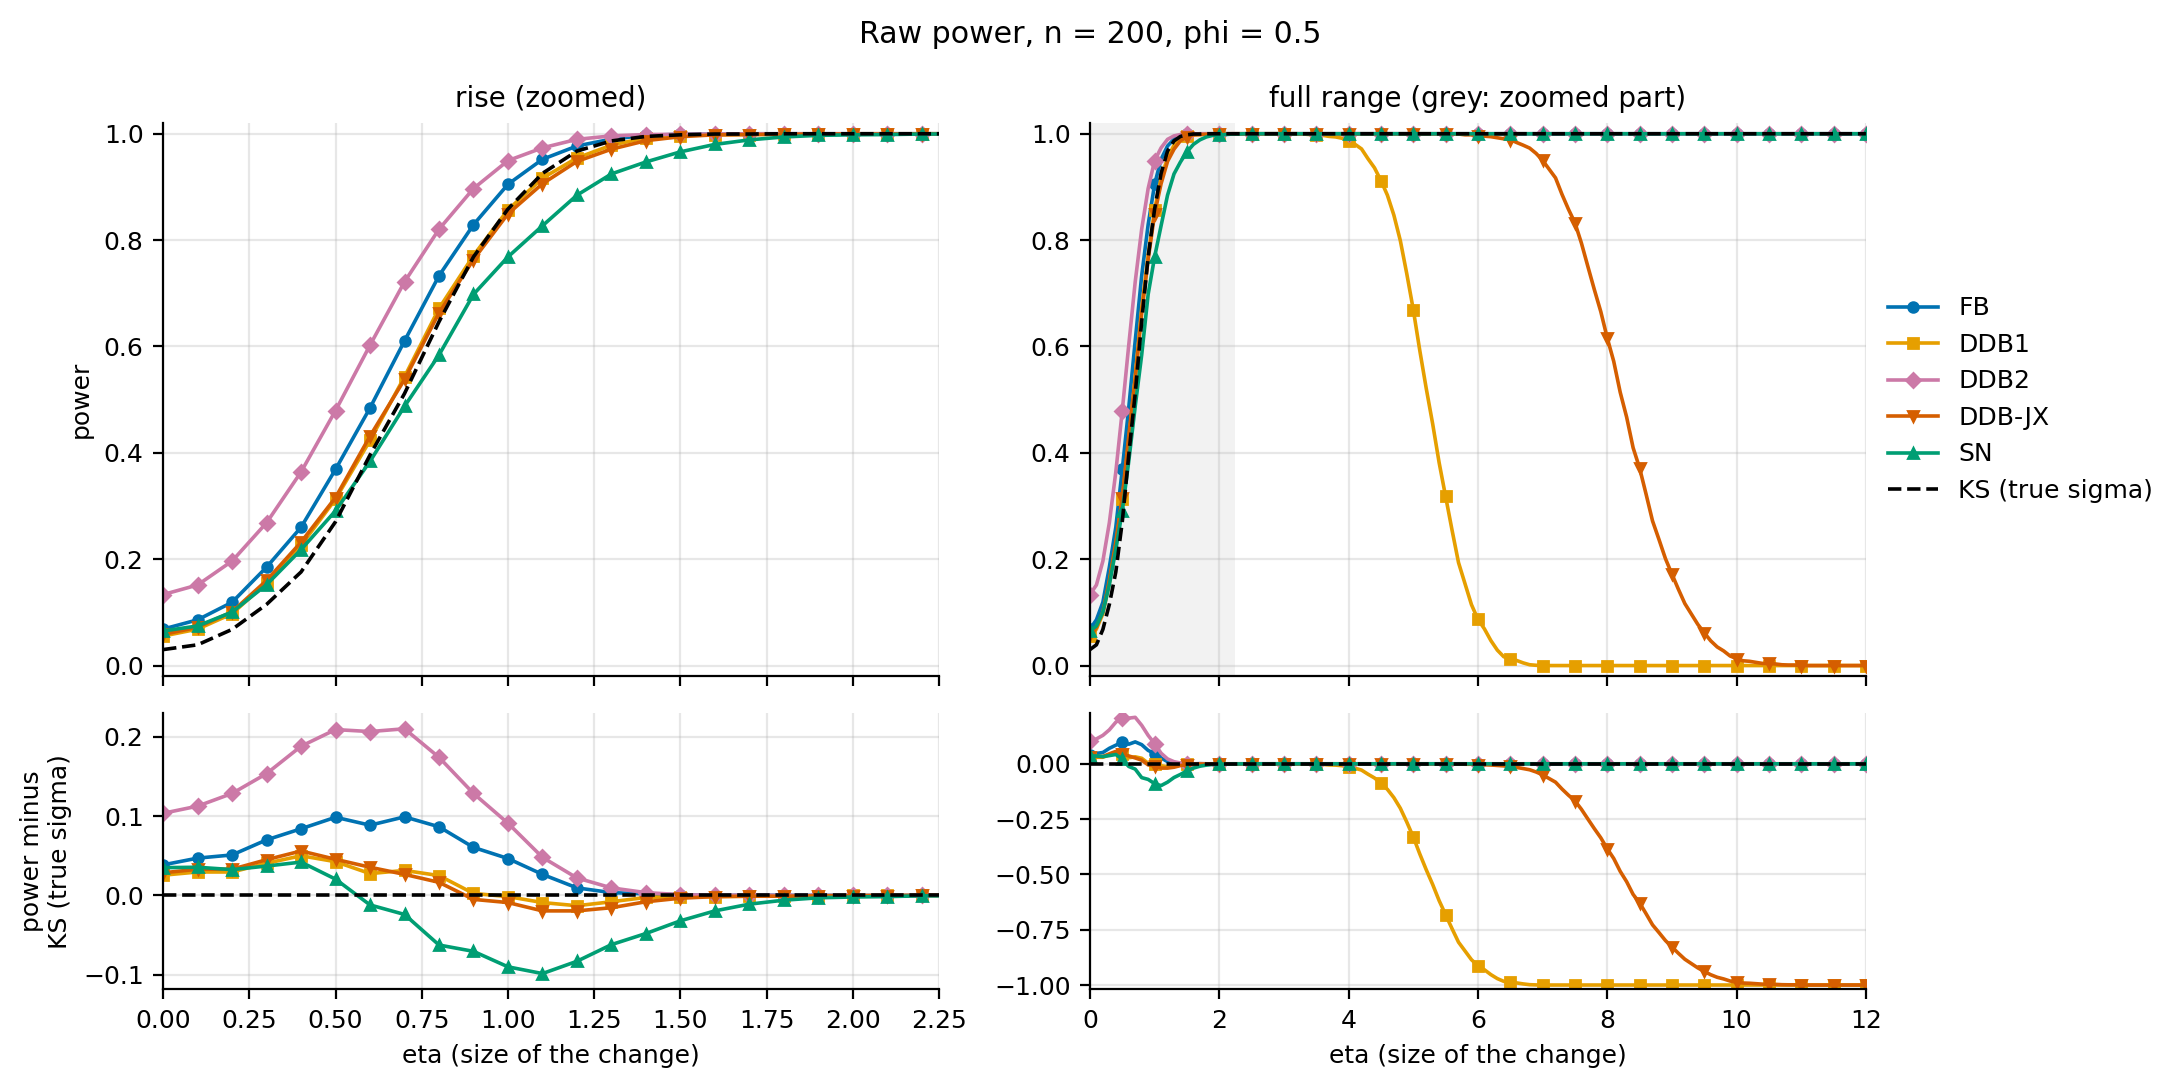 Raw power, n = 200, phi = 0.5
rise (zoomed)
1.0
0.8
0.6
0.4
0.2
0.0
power
full range (grey: zoomed part)
1.0
0.8
0.6
0.4
0.2
0.0
FB
DDB1
DDB2
DDB-JX
SN
KS (true sigma)
0.2
0.1
0.0
−0.1
power minus
KS (true sigma)
0.00 0.25 0.50 0.75 1.00 1.25 1.50 1.75 2.00 2.25
eta (size of the change)
0.00
−0.25
−0.50
−0.75
−1.00
0 2 4 6 8 10 12
eta (size of the change)